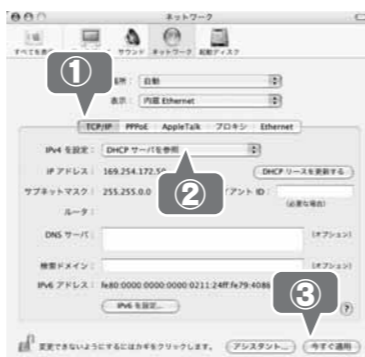 ネットワーク
すべてを表示 サウンド ネットワーク 起動ディスク
①
場所： 自動
表示： 内蔵 Ethernet
TCP/IP PPPoE AppleTalk プロキシ Ethernet
IPv4 を設定： DHCP サーバを参照
②
IP アドレス： 169.254.172.5 DHCP リースを更新する
サブネットマスク： 255.255.0.0 イアント ID：
ルータ： (必要な場合)
DNS サーバ： (オプション)
検索ドメイン： (オプション)
IPv6 アドレス： fe80:0000:0000:0000:0211:24ff:fe79:4086
③
IPv6 を設定... ?
変更できないようにするにはカギをクリックします。 アシスタント... 今すぐ適用